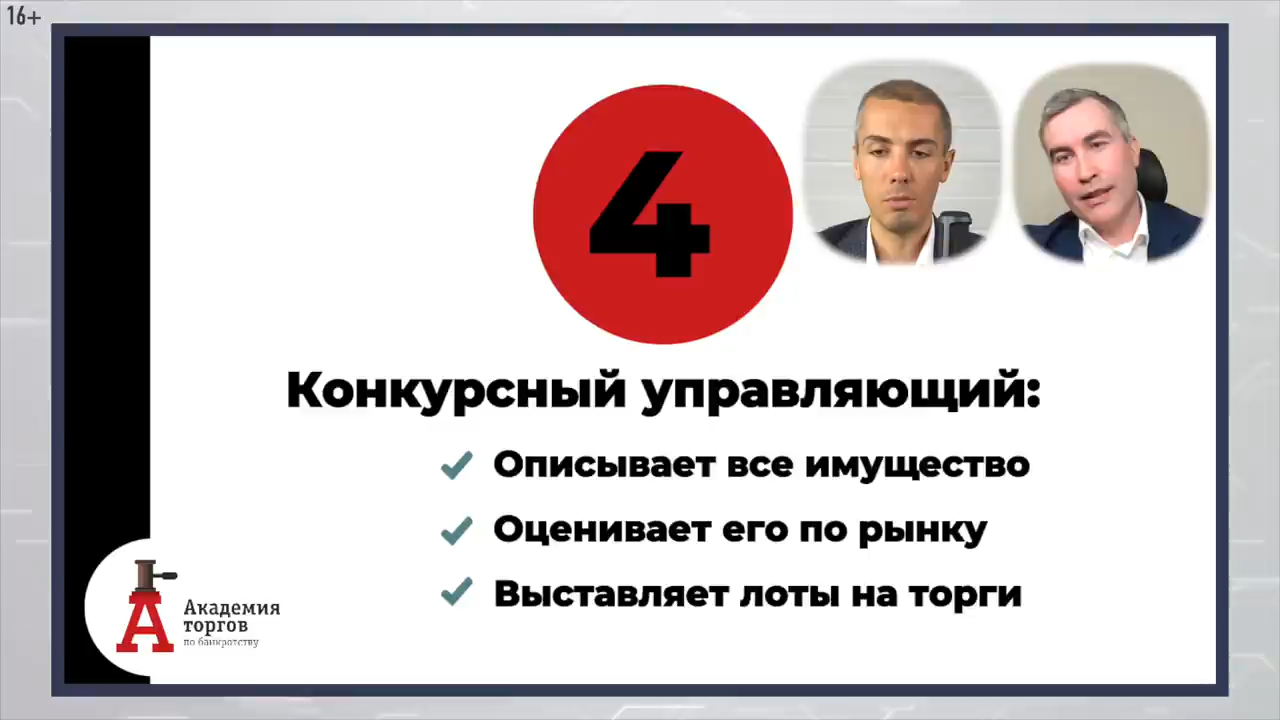 16+
4
Конкурсный управляющий:
Описывает все имущество
Оценивает его по рынку
Выставляет лоты на торги
Академия
торгов
по банкротству